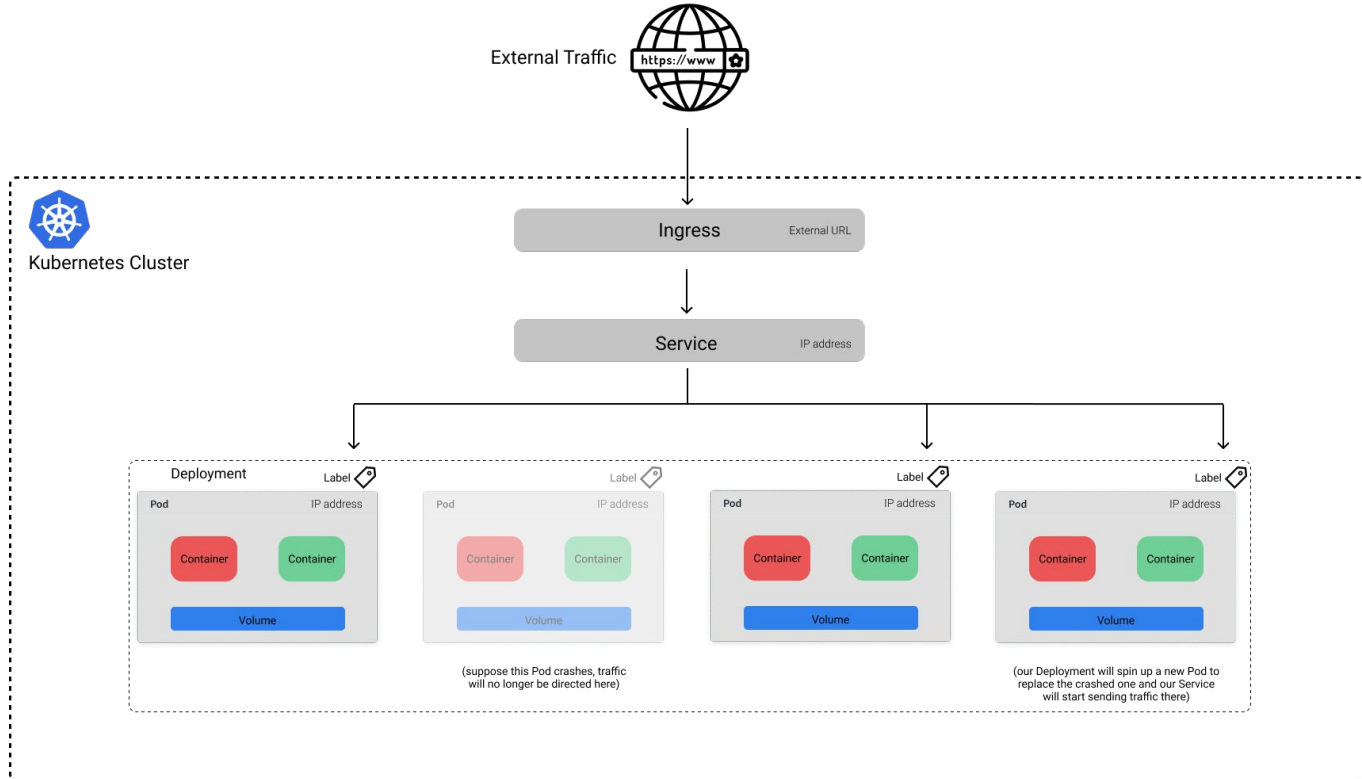 External Traffic
https://www
Ingress
External URL
Kubernetes Cluster
Service
IP address
Deployment
Label
Label
Label
Label
Pod
IP address
Pod
IP address
Pod
IP address
Pod
IP address
Container
Container
Container
Container
Container
Container
Container
Container
Volume
Volume
Volume
Volume
(suppose this Pod crashes, traffic
will no longer be directed here)
(our Deployment will spin up a new Pod to
replace the crashed one and our Service
will start sending traffic there)